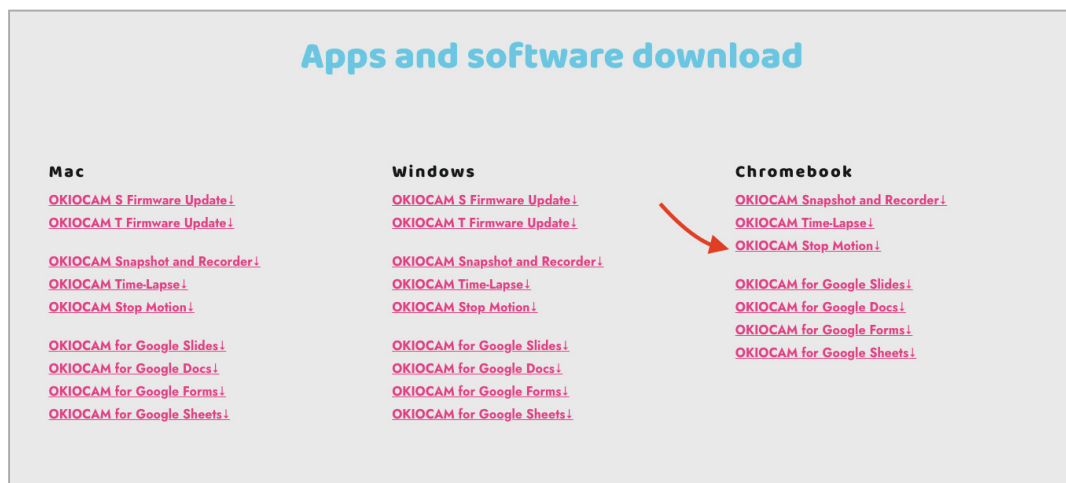 Apps and software download
Mac
OKIOCAM S Firmware Update↓
OKIOCAM T Firmware Update↓
OKIOCAM Snapshot and Recorder↓
OKIOCAM Time-Lapse↓
OKIOCAM Stop Motion↓
OKIOCAM for Google Slides↓
OKIOCAM for Google Docs↓
OKIOCAM for Google Forms↓
OKIOCAM for Google Sheets↓
Windows
OKIOCAM S Firmware Update↓
OKIOCAM T Firmware Update↓
OKIOCAM Snapshot and Recorder↓
OKIOCAM Time-Lapse↓
OKIOCAM Stop Motion↓
OKIOCAM for Google Slides↓
OKIOCAM for Google Docs↓
OKIOCAM for Google Forms↓
OKIOCAM for Google Sheets↓
Chromebook
OKIOCAM Snapshot and Recorder↓
OKIOCAM Time-Lapse↓
OKIOCAM Stop Motion↓
OKIOCAM for Google Slides↓
OKIOCAM for Google Docs↓
OKIOCAM for Google Forms↓
OKIOCAM for Google Sheets↓